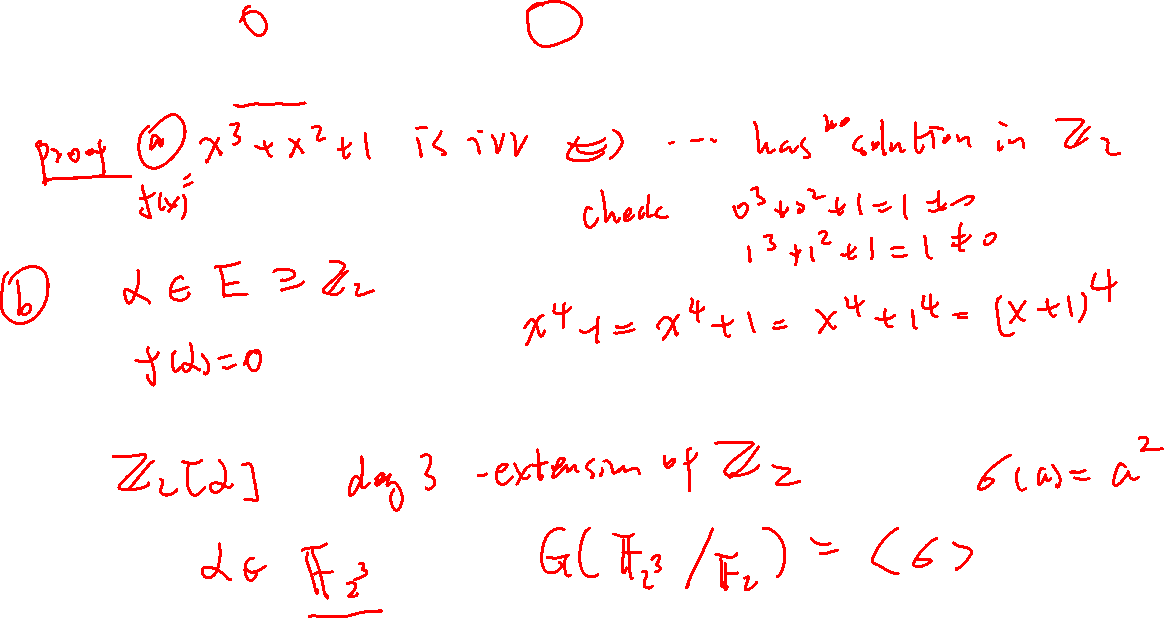 0 O
proof (a) x³+x²+1 is irr ⇔ ... has no solution in ℤ₂
f(x)=
check 0³+0²+1=1≠0
1³+1²+1=1≠0
(b) α ∈ E ⊇ ℤ₂
x⁴-1=x⁴+1=x⁴+1⁴=(x+1)⁴
f(α)=0
ℤ₂[α] deg 3 -extension of ℤ₂ σ(a)=a²
α∈ 𝔽₂³ G(𝔽₂³/𝔽₂)=<σ>